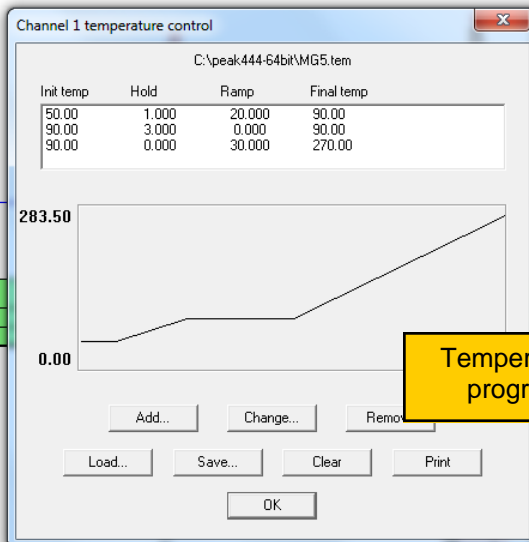 Channel 1 temperature control
C:\peak444-64bit\MG5.tem
Init temp Hold Ramp Final temp
50.00 1.000 20.000 90.00
90.00 3.000 0.000 90.00
90.00 0.000 30.000 270.00
283.50
0.00
Add... Change...
Load... Save... Clear Print
OK